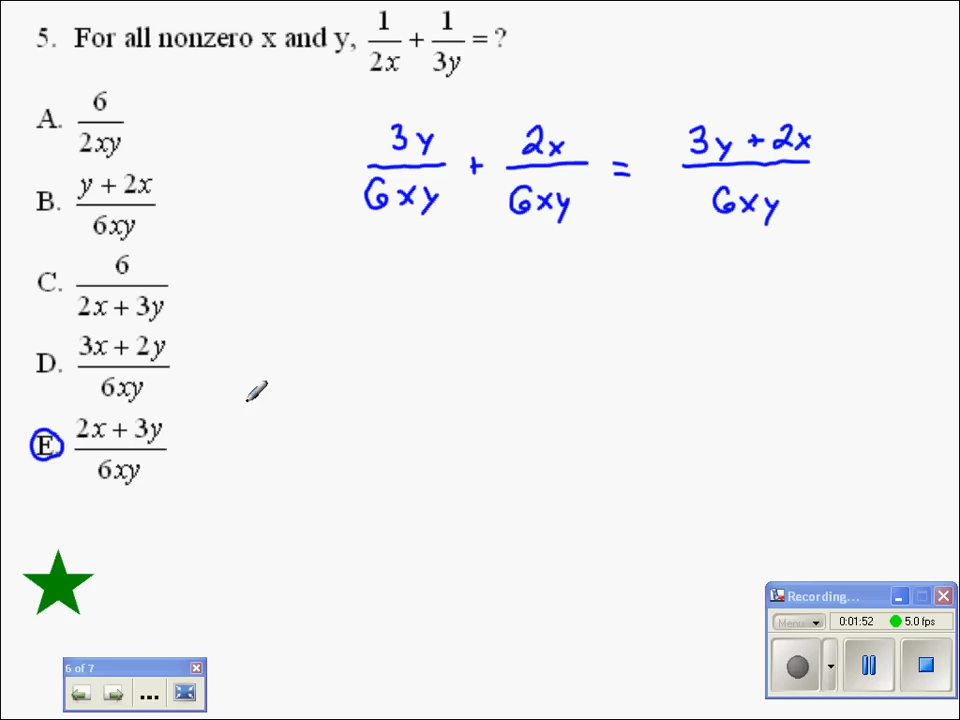 5. For all nonzero x and y, 1/2x + 1/3y = ?
A. 6/2xy
B. y + 2x/6xy
C. 6/2x + 3y
D. 3x + 2y/6xy
E. 2x + 3y/6xy
3y/6xy + 2x/6xy = 3y + 2x/6xy
6 of 7
...
Recording...
Menu
0:01:52 5.0 fps